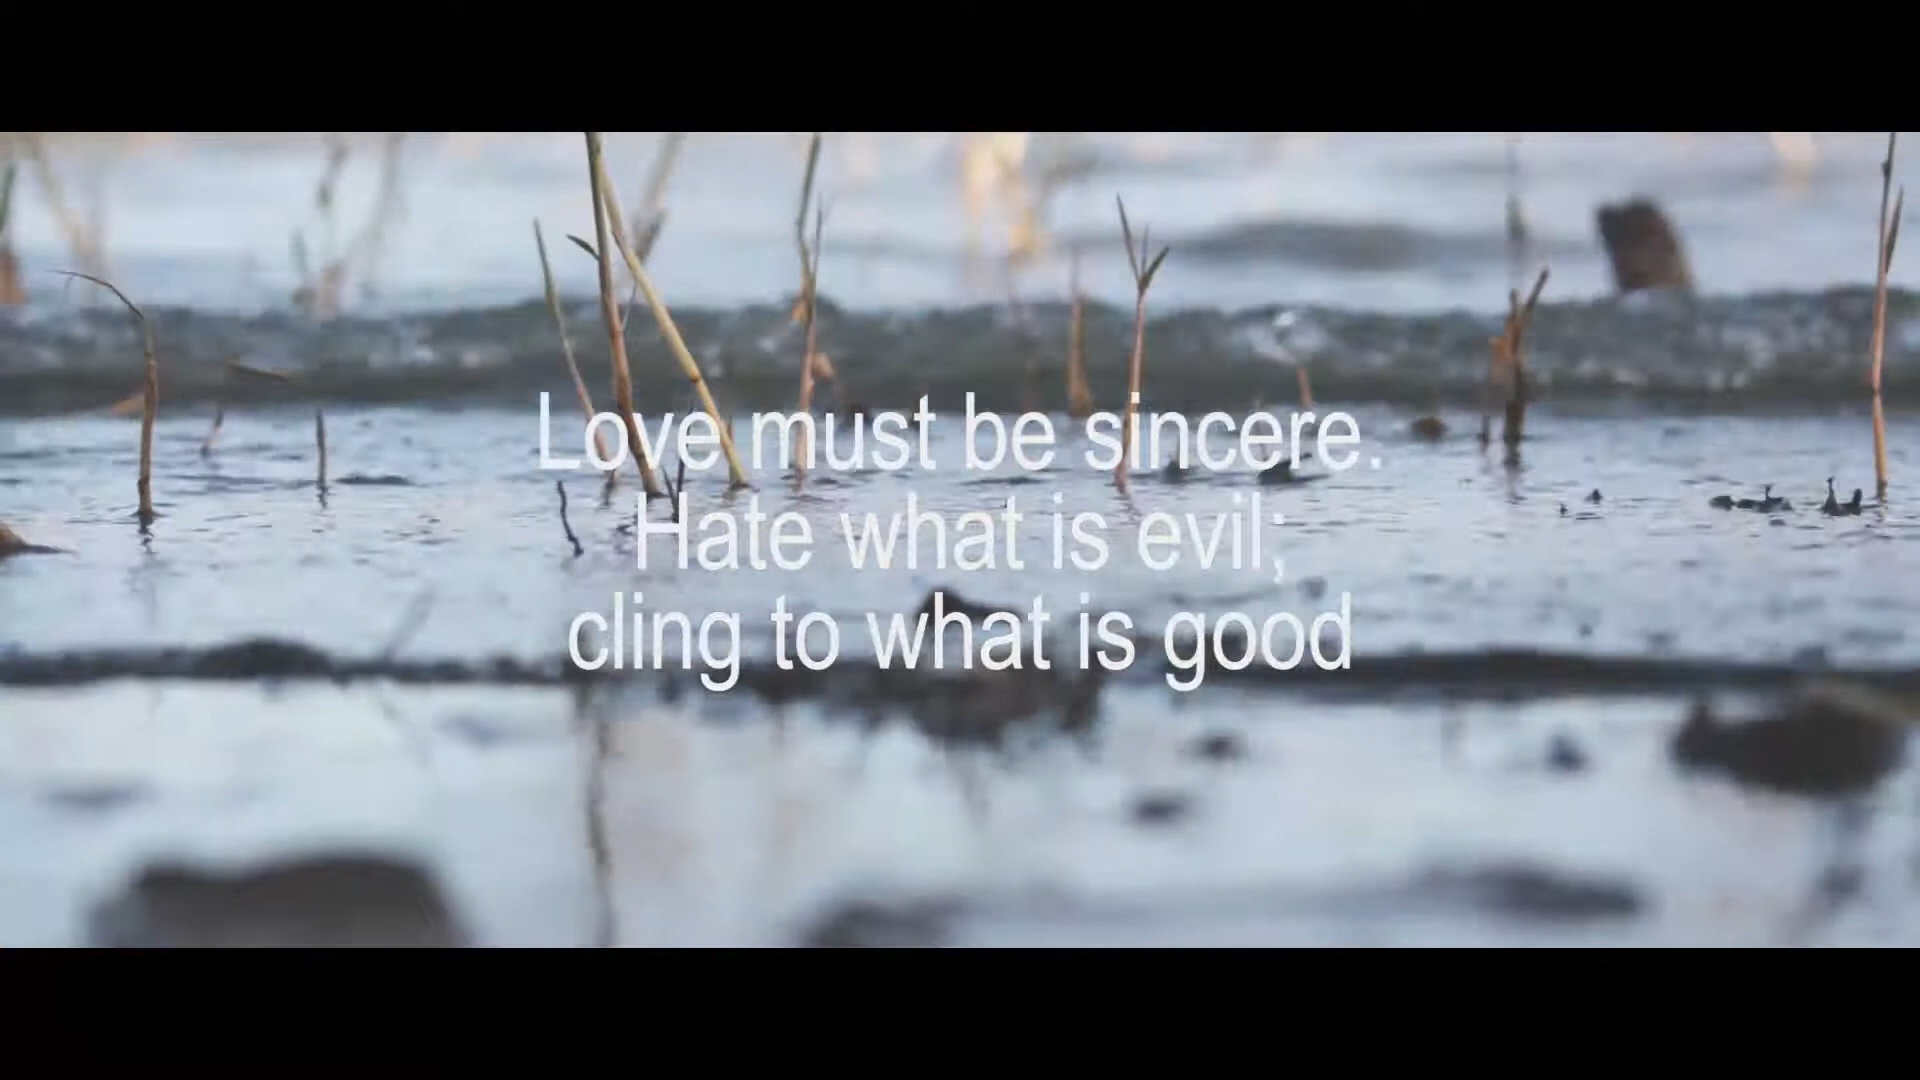 Love must be sincere.
Hate what is evil;
cling to what is good